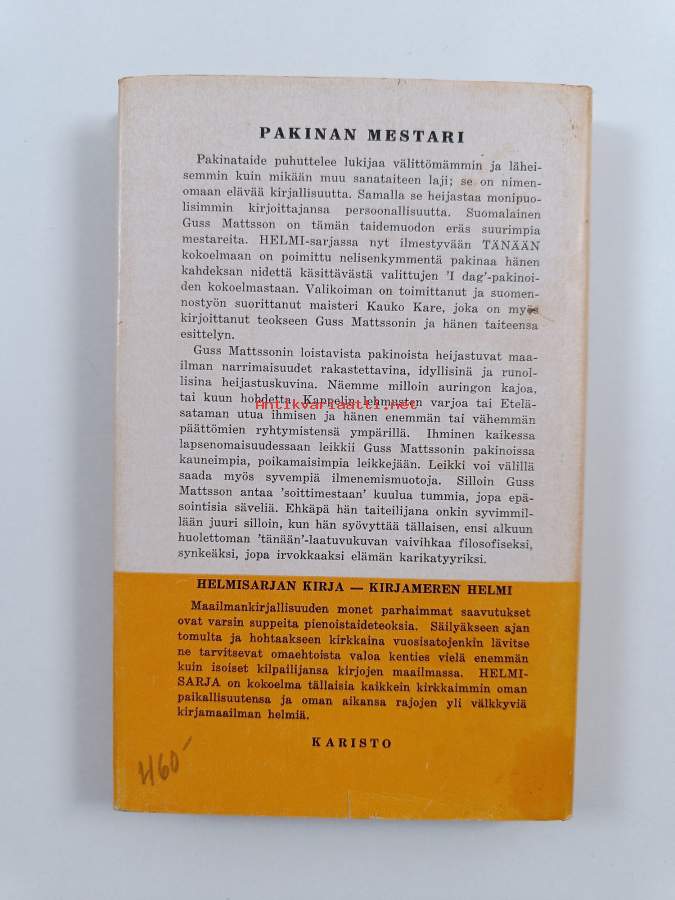 PAKINAN MESTARI
Pakinataide puhuttelee lukijaa välittömämmin ja lähei-
semmin kuin mikään muu sanataiteen laji; se on nimen-
omaan elävää kirjallisuutta. Samalla se heijastaa monipuo-
lisimmin kirjoittajansa persoonallisuutta. Suomalainen
Guss Mattsson on tämän taidemuodon eräs suurimpia
mestareita. HELMI-sarjassa nyt ilmestyvään TÄNÄÄN
kokoelmaan on poimittu nelisenkymmentä pakinaa hänen
kahdeksan nidettä käsittävästä valittujen 'I dag'-pakinoi-
den kokoelmastaan. Valikoiman on toimittanut ja suomen-
nostyön suorittanut maisteri Kauko Kare, joka on myös
kirjoittanut teokseen Guss Mattssonin ja hänen taiteensa
esittelyn.
Guss Mattssonin loistavista pakinoista heijastuvat maa-
ilman narrimaisuudet rakastettavina, idyllisinä ja runol-
lisina heijastuskuvina. Näemme milloin auringon kajoa,
tai kuun hohdetta, Kappelin lehmusten varjoa tai Etelä-
Antikvariaatti.net
sataman utua ihmisen ja hänen enemmän tai vähemmän
päättömien ryhtymistensä ympärillä. Ihminen kaikessa
lapsenomaisuudessaan leikkii Guss Mattssonin pakinoissa
kauneimpia, poikamaisimpia leikkejään. Leikki voi välillä
saada myös syvempiä ilmenemismuotoja. Silloin Guss
Mattsson antaa 'soittimestaan' kuulua tummia, jopa epä-
sointisia säveliä. Ehkäpä hän taiteilijana onkin syvimmil-
lään juuri silloin, kun hän syövyttää tällaisen, ensi alkuun
huolettoman 'tänään'-laatuvukuvan vaivihkaa filosofiseksi,
synkeäksi, jopa irvokkaaksi elämän karikatyyriksi.
HELMISARJAN KIRJA — KIRJAMEREN HELMI
Maailmankirjallisuuden monet parhaimmat saavutukset
ovat varsin suppeita pienoistaideteoksia. Säilyäkseen ajan
tomulta ja hohtaakseen kirkkaina vuosisatojenkin lävitse
ne tarvitsevat omaehtoista valoa kenties vielä enemmän
kuin isoiset kilpailijansa kirjojen maailmassa. HELMI-
SARJA on kokoelma tällaisia kaikkein kirkkaimmin oman
paikallisuutensa ja oman aikansa rajojen yli välkkyviä
kirjamaailman helmiä.
KARISTO
460-